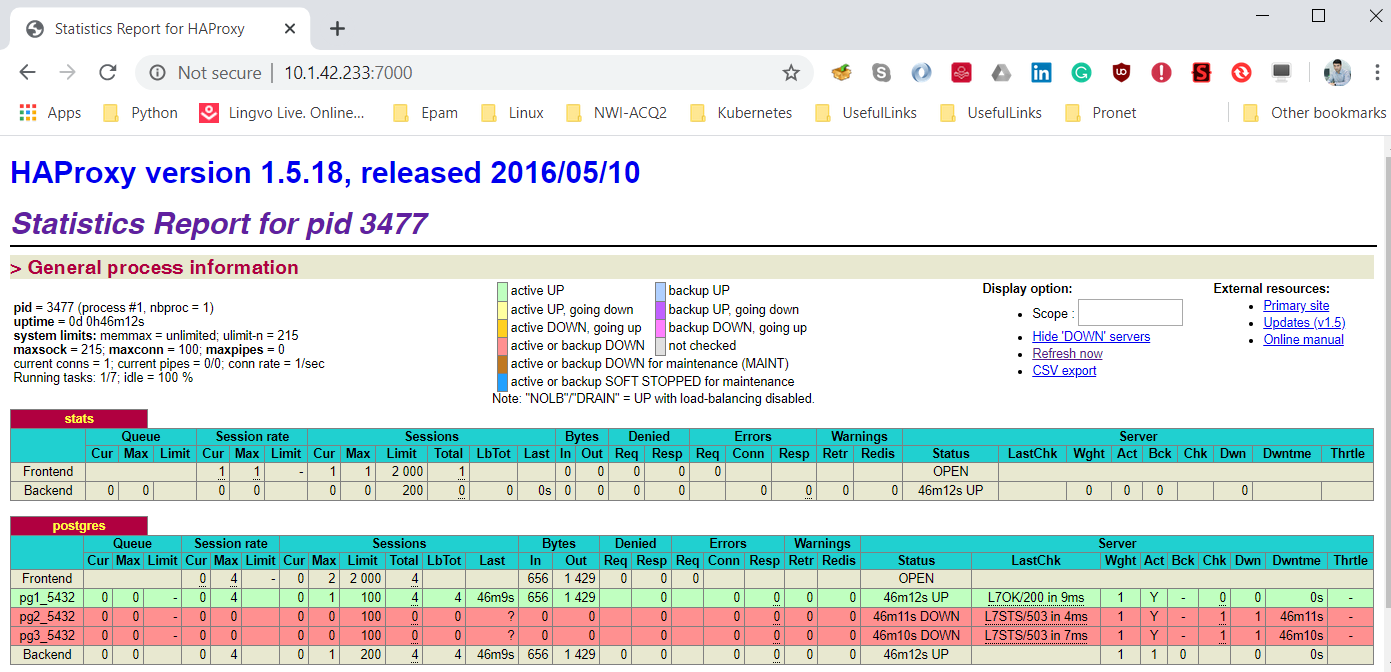 Statistics Report for HAProxy
Not secure | 10.1.42.233:7000
Apps Python Lingvo Live. Online... Epam Linux NWI-ACQ2 Kubernetes UsefulLinks UsefulLinks Pronet Other bookmarks
HAProxy version 1.5.18, released 2016/05/10
Statistics Report for pid 3477
> General process information
pid = 3477 (process #1, nbproc = 1)
uptime = 0d 0h46m12s
system limits: memmax = unlimited; ulimit-n = 215
maxsock = 215; maxconn = 100; maxpipes = 0
current conns = 1; current pipes = 0/0; conn rate = 1/sec
Running tasks: 1/7; idle = 100 %
active UP backup UP
active UP, going down backup UP, going down
active DOWN, going up backup DOWN, going up
active or backup DOWN not checked
active or backup DOWN for maintenance (MAINT)
active or backup SOFT STOPPED for maintenance
Note: "NOLB"/"DRAIN" = UP with load-balancing disabled.
Display option:
Scope :
Hide 'DOWN' servers
Refresh now
CSV export
External resources:
Primary site
Updates (v1.5)
Online manual
stats
Queue Session rate Sessions Bytes Denied Errors Warnings Server
Cur Max Limit Cur Max Limit Cur Max Limit Total LbTot Last In Out Req Resp Req Conn Resp Retr Redis Status LastChk Wght Act Bck Chk Dwn Dwntme Thrtle
Frontend 1 1 - 1 1 2 000 1 0 0 0 0 0 OPEN
Backend 0 0 0 0 0 0 200 0 0 0s 0 0 0 0 0 0 0 0 46m12s UP 0 0 0 0
postgres
Queue Session rate Sessions Bytes Denied Errors Warnings Server
Cur Max Limit Cur Max Limit Cur Max Limit Total LbTot Last In Out Req Resp Req Conn Resp Retr Redis Status LastChk Wght Act Bck Chk Dwn Dwntme Thrtle
Frontend 0 4 - 0 2 2 000 4 656 1 429 0 0 0 OPEN
pg1_5432 0 0 - 0 4 0 1 100 4 4 46m9s 656 1 429 0 0 0 0 0 46m12s UP L7OK/200 in 9ms 1 Y - 0 0 0s -
pg2_5432 0 0 - 0 0 0 0 100 0 0 ? 0 0 0 0 0 0 0 46m11s DOWN L7STS/503 in 4ms 1 Y - 1 1 46m11s -
pg3_5432 0 0 - 0 0 0 0 100 0 0 ? 0 0 0 0 0 0 0 46m10s DOWN L7STS/503 in 7ms 1 Y - 1 1 46m10s -
Backend 0 0 0 4 0 1 200 4 4 46m9s 656 1 429 0 0 0 0 0 0 46m12s UP 1 1 0 0 0s